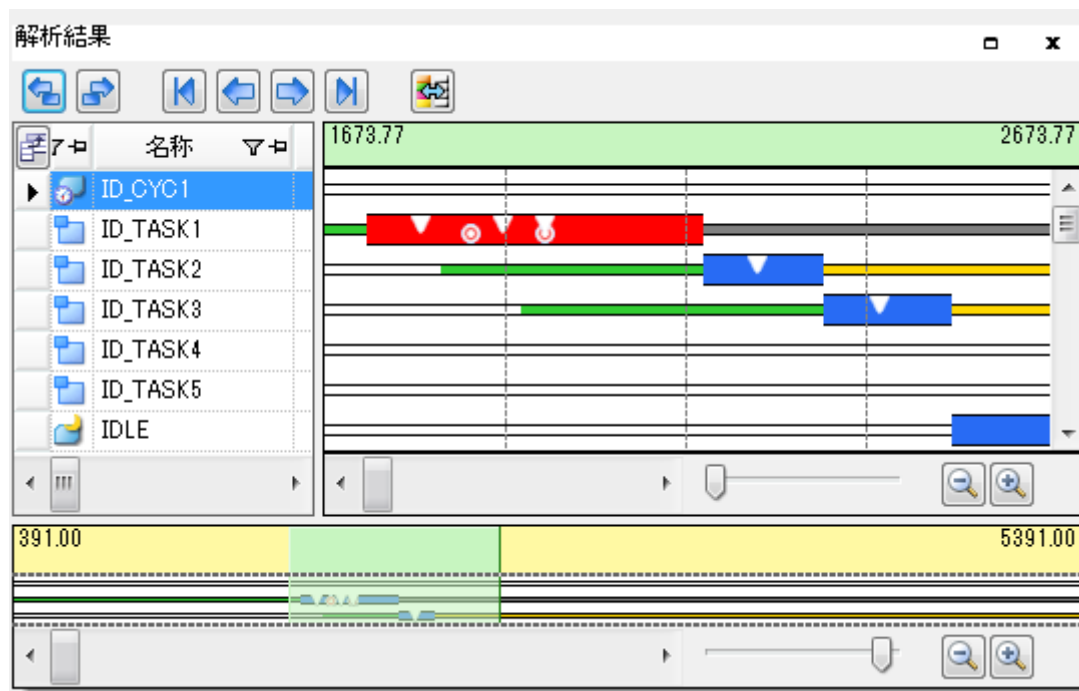 解析結果
名称
1673.77 2673.77
ID_CYC1
ID_TASK1
ID_TASK2
ID_TASK3
ID_TASK4
ID_TASK5
IDLE
391.00 5391.00